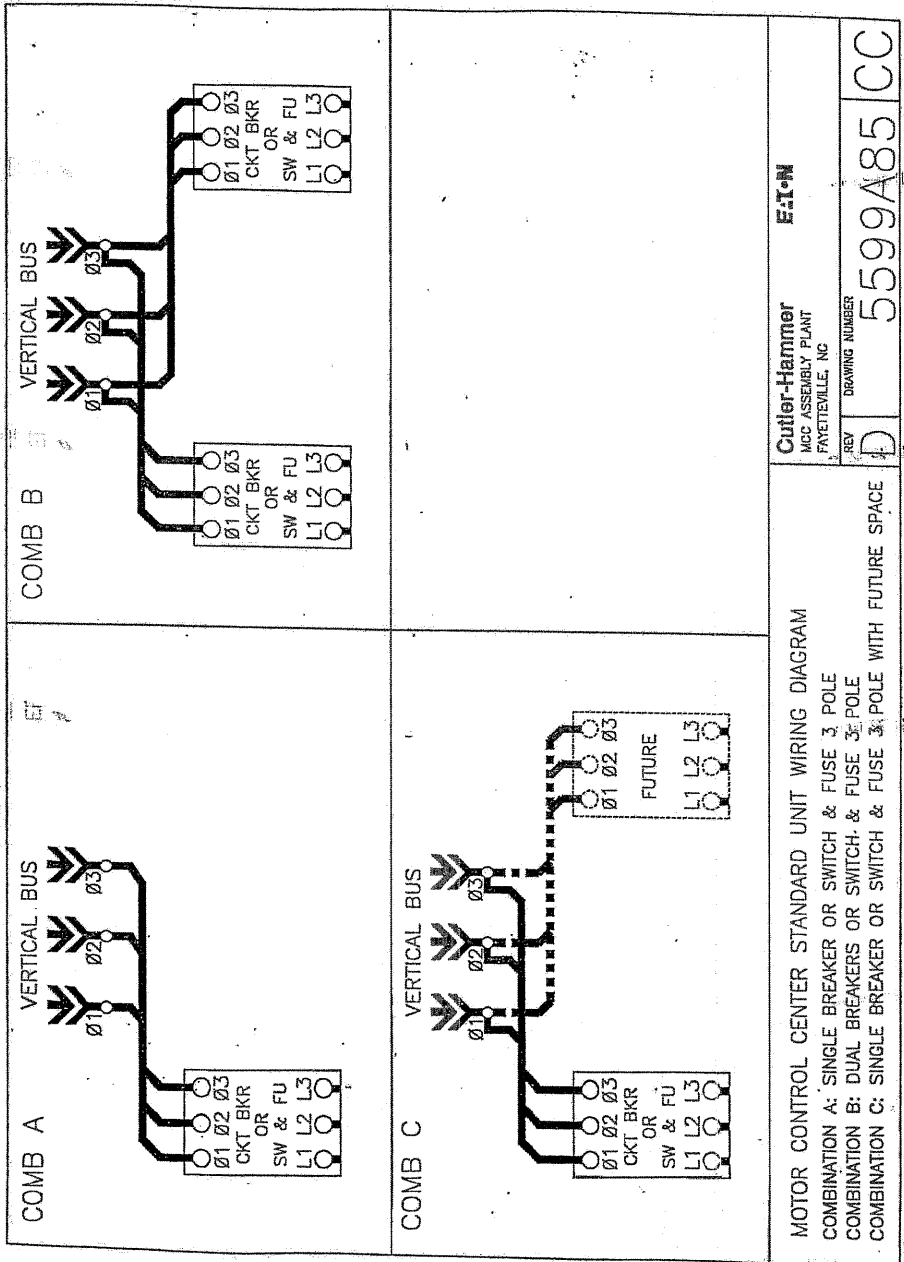 COMB A
VERTICAL BUS
Ø1 Ø2 Ø3
Ø1 Ø2 Ø3
CKT BKR
OR
SW & FU
L1 L2 L3
COMB B
VERTICAL BUS
Ø1 Ø2 Ø3
Ø1 Ø2 Ø3
CKT BKR
OR
SW & FU
L1 L2 L3
Ø1 Ø2 Ø3
CKT BKR
OR
SW & FU
L1 L2 L3
COMB C
VERTICAL BUS
Ø1 Ø2 Ø3
Ø1 Ø2 Ø3
CKT BKR
OR
SW & FU
L1 L2 L3
Ø1 Ø2 Ø3
FUTURE
L1 L2 L3
MOTOR CONTROL CENTER STANDARD UNIT WIRING DIAGRAM
COMBINATION A: SINGLE BREAKER OR SWITCH & FUSE 3 POLE
COMBINATION B: DUAL BREAKERS OR SWITCH & FUSE 3 POLE
COMBINATION C: SINGLE BREAKER OR SWITCH & FUSE 3 POLE WITH FUTURE SPACE
Cutler-Hammer
MCC ASSEMBLY PLANT
FAYETTEVILLE, NC
EATON
REV
D
DRAWING NUMBER
5599A85 CC